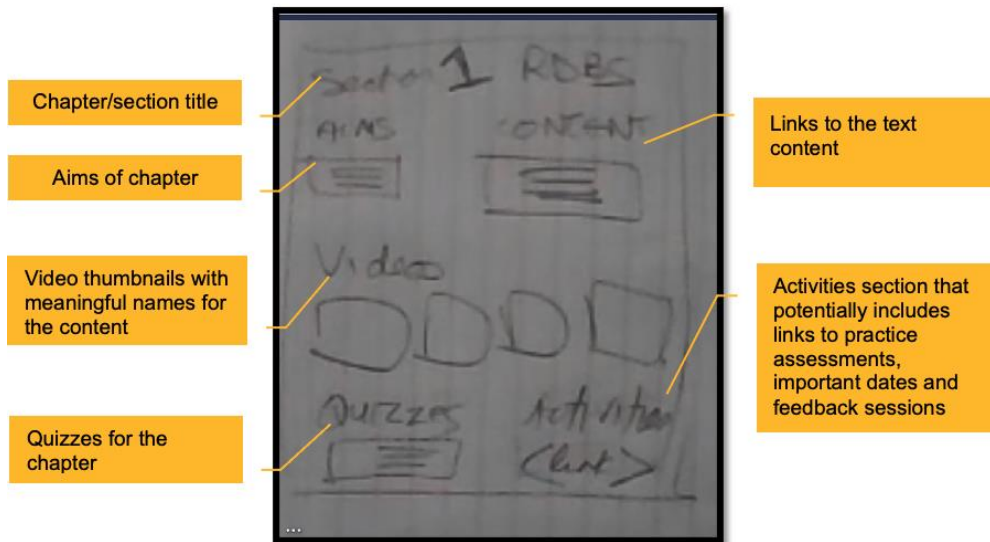 Chapter/section title
Aims of chapter
Video thumbnails with
meaningful names for
the content
Quizzes for the
chapter
Section 1 RDBS
AIMS CONTENT
Video
Quizzes Activities
Links to the text
content
Activities section that
potentially includes
links to practice
assessments,
important dates and
feedback sessions